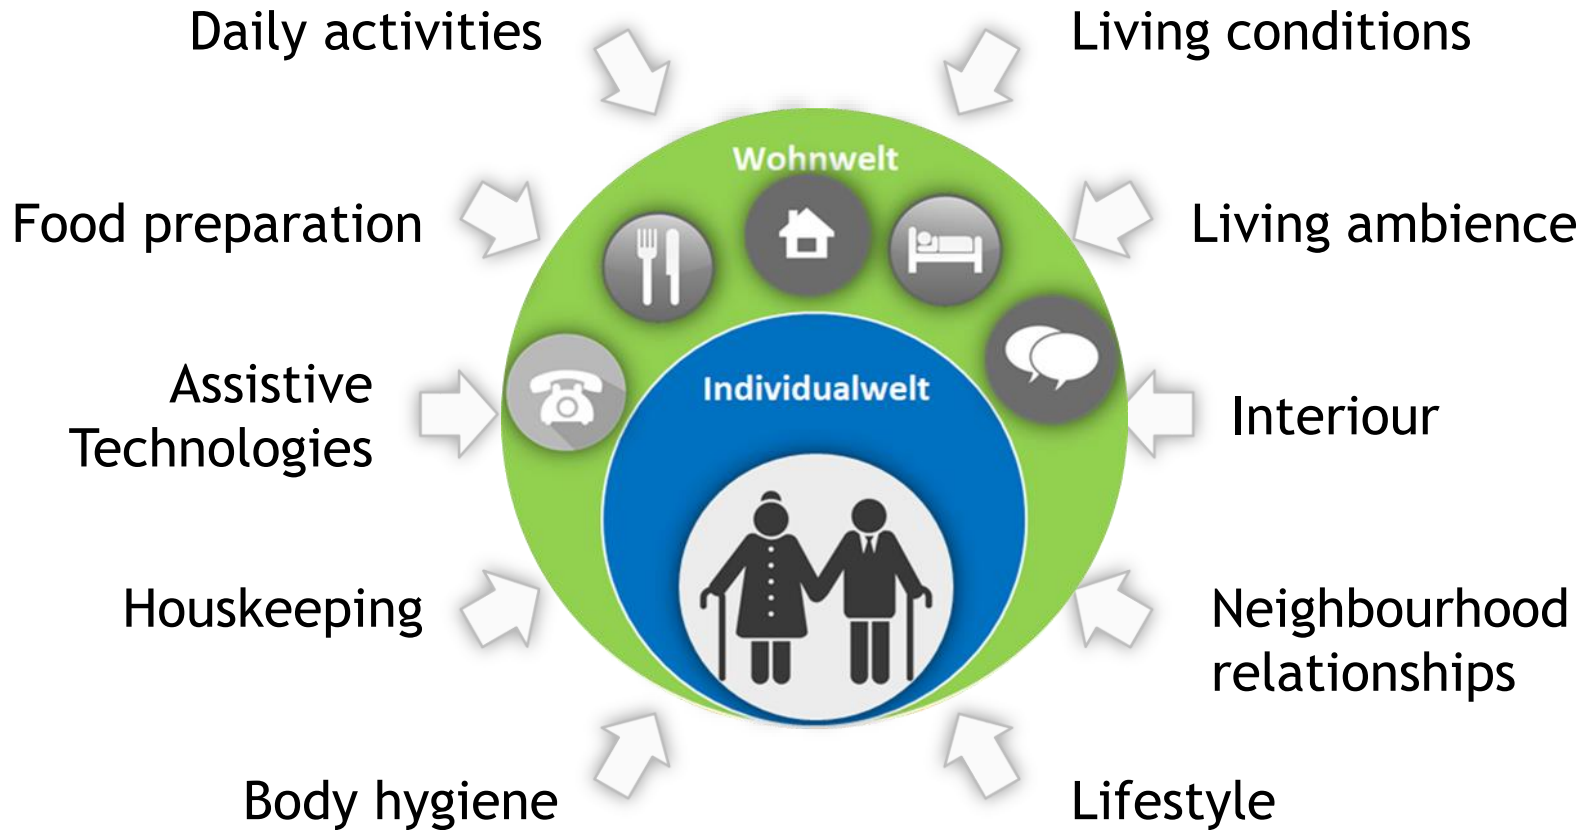 Daily activities
Living conditions
Wohnwelt
Food preparation
Living ambience
Assistive
Technologies
Individualwelt
Interiour
Houskeeping
Neighbourhood
relationships
Body hygiene
Lifestyle